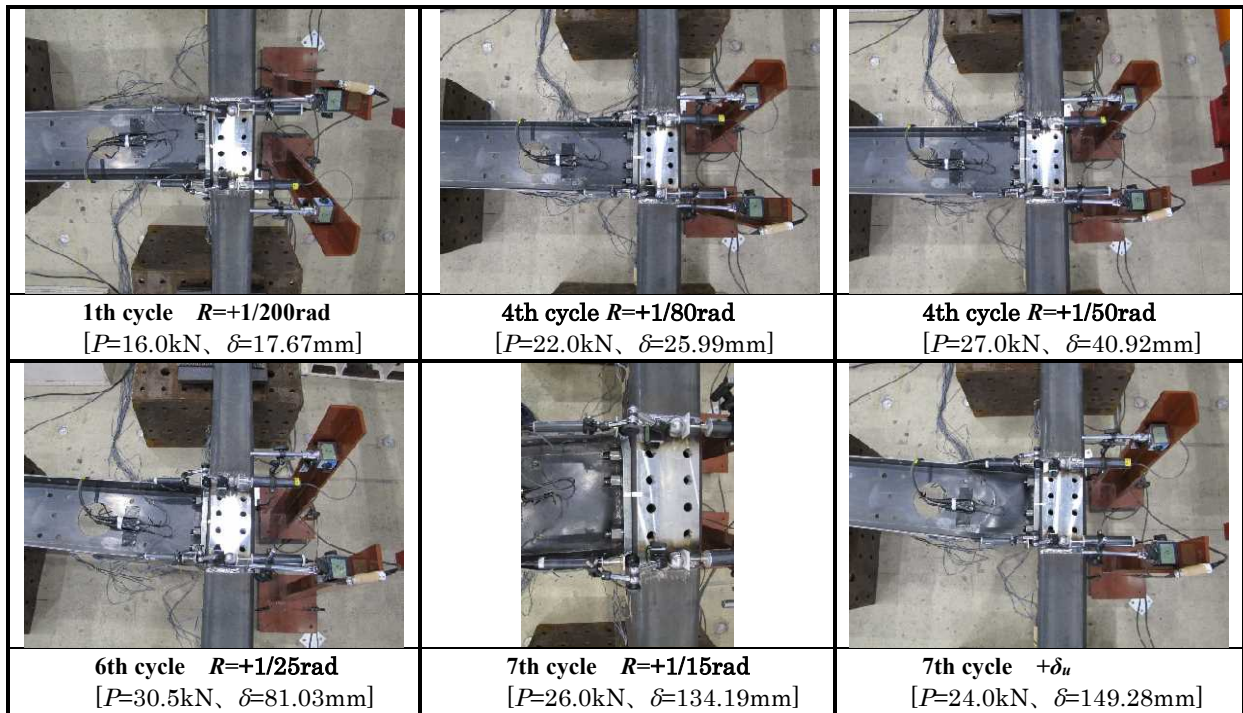 1th cycle R=+1/200rad
[P=16.0kN、δ=17.67mm]
4th cycle R=+1/80rad
[P=22.0kN、δ=25.99mm]
4th cycle R=+1/50rad
[P=27.0kN、δ=40.92mm]
6th cycle R=+1/25rad
[P=30.5kN、δ=81.03mm]
7th cycle R=+1/15rad
[P=26.0kN、δ=134.19mm]
7th cycle +δu
[P=24.0kN、δ=149.28mm]